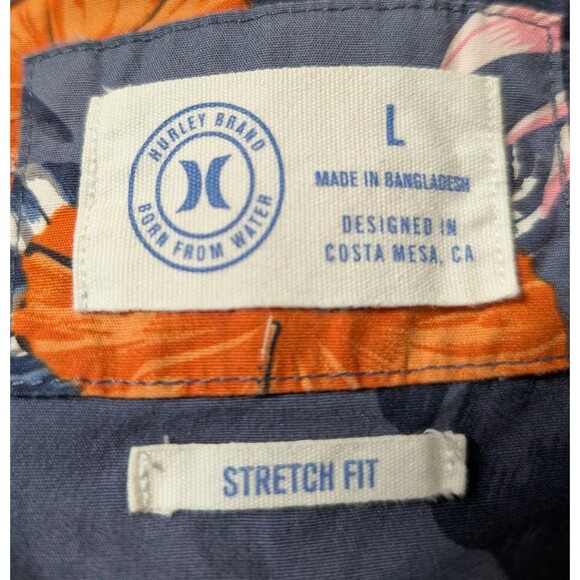 HURLEY BRAND
BORN FROM WATER
L
MADE IN BANGLADESH
DESIGNED IN
COSTA MESA, CA
STRETCH FIT